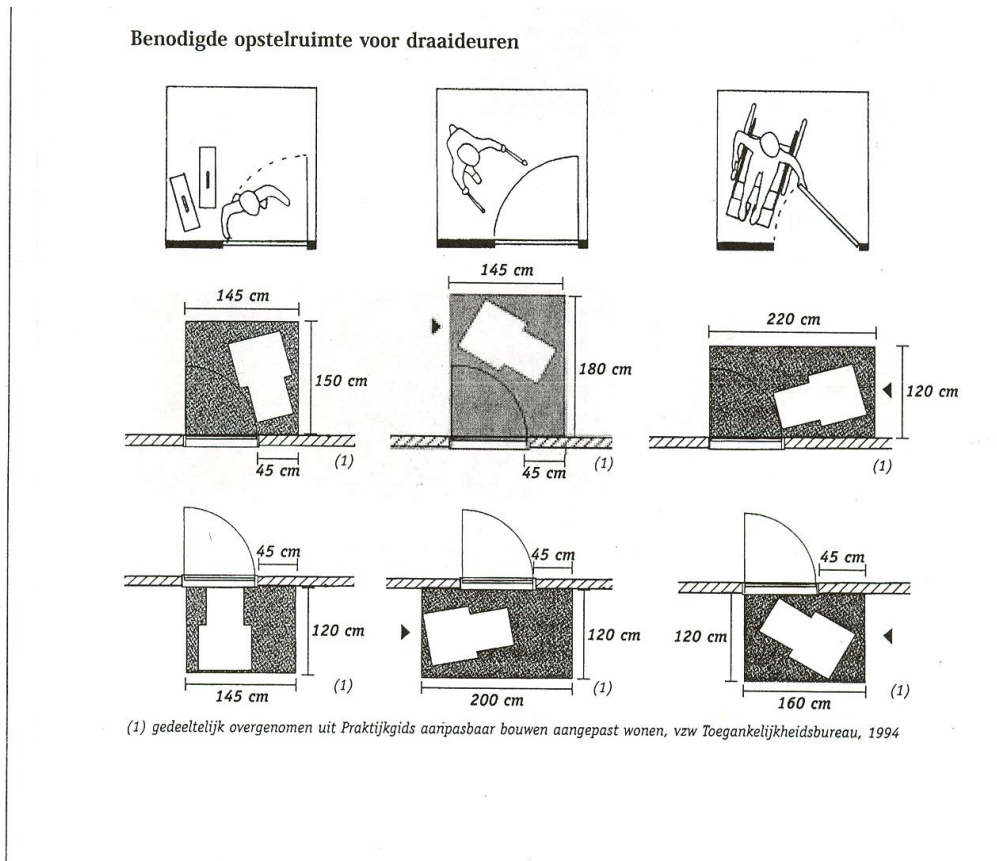 Benodigde opstelruimte voor draaideuren
145 cm
150 cm
45 cm
(1)
145 cm
180 cm
45 cm
(1)
220 cm
120 cm
(1)
45 cm
120 cm
145 cm
(1)
45 cm
120 cm
200 cm
(1)
45 cm
120 cm
160 cm
(1)
(1) gedeeltelijk overgenomen uit Praktijkgids aanpasbaar bouwen aangepast wonen, vzw Toegankelijkheidsbureau, 1994